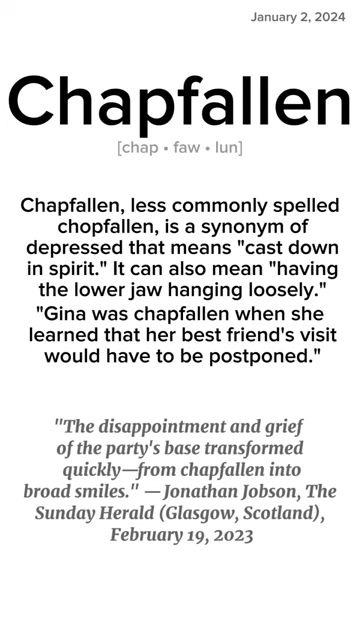 January 2, 2024
Chapfallen
[chap • faw • lun]
Chapfallen, less commonly spelled
chopfallen, is a synonym of
depressed that means "cast down
in spirit." It can also mean "having
the lower jaw hanging loosely."
"Gina was chapfallen when she
learned that her best friend's visit
would have to be postponed."
"The disappointment and grief
of the party's base transformed
quickly—from chapfallen into
broad smiles." — Jonathan Jobson, The
Sunday Herald (Glasgow, Scotland),
February 19, 2023